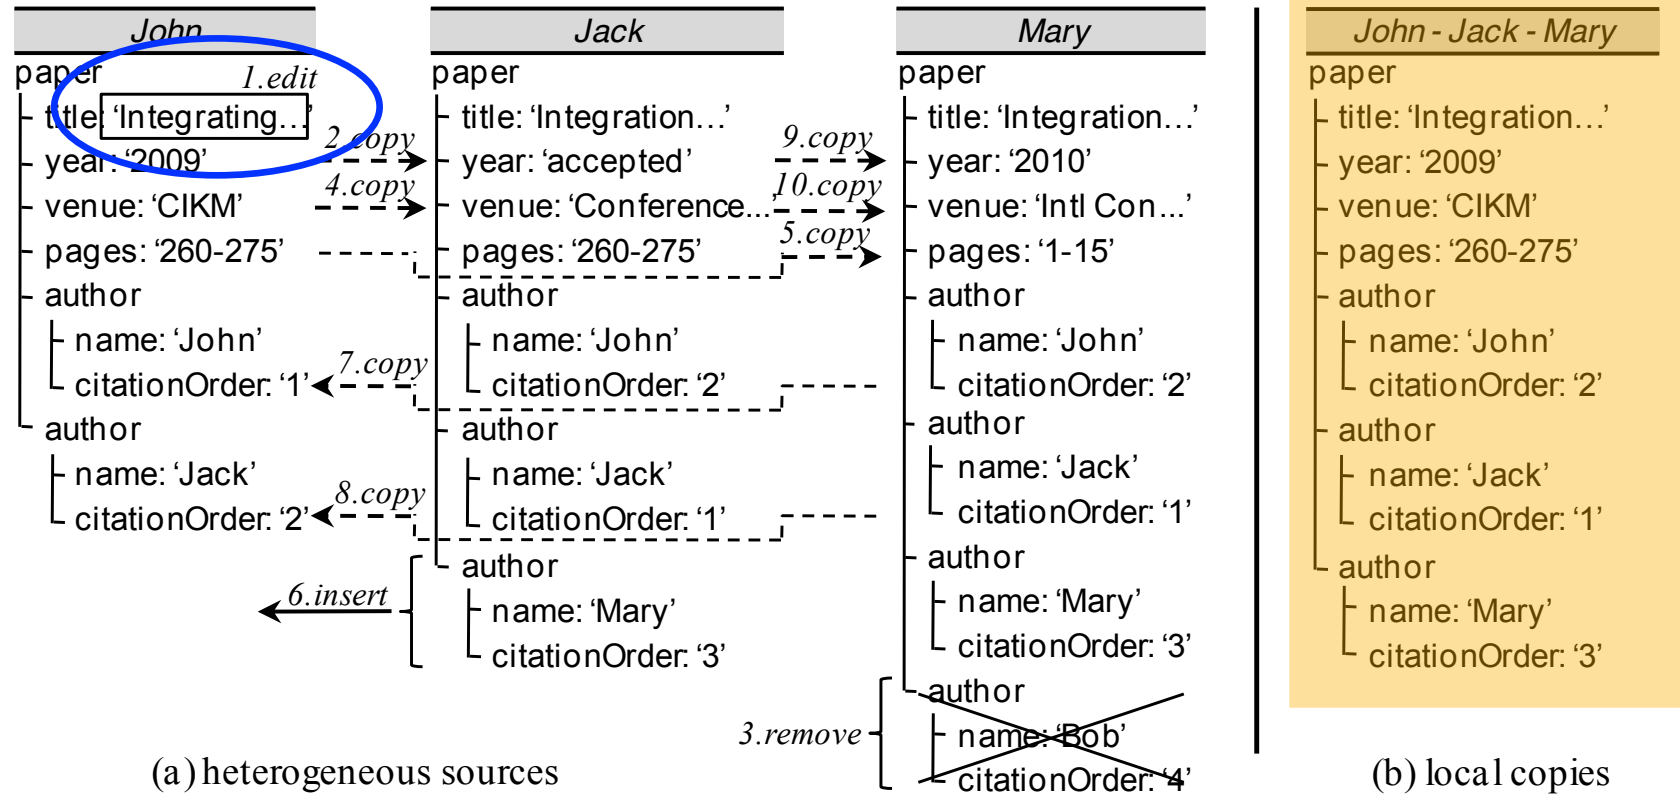 John
paper
1.edit
title: ‘Integrating...’
year: ‘2009’
venue: ‘CIKM’
pages: ‘260-275’
author
name: ‘John’
citationOrder: ‘1’
author
name: ‘Jack’
citationOrder: ‘2’
2.copy
4.copy
7.copy
8.copy
6.insert
Jack
paper
title: ‘Integration...’
year: ‘accepted’
venue: ‘Conference...’
pages: ‘260-275’
author
name: ‘John’
citationOrder: ‘2’
author
name: ‘Jack’
citationOrder: ‘1’
author
name: ‘Mary’
citationOrder: ‘3’
9.copy
10.copy
5.copy
3.remove
Mary
paper
title: ‘Integration...’
year: ‘2010’
venue: ‘Intl Con...’
pages: ‘1-15’
author
name: ‘John’
citationOrder: ‘2’
author
name: ‘Jack’
citationOrder: ‘1’
author
name: ‘Mary’
citationOrder: ‘3’
author
name: ‘Bob’
citationOrder: ‘4’
(a) heterogeneous sources
John - Jack - Mary
paper
title: ‘Integration...’
year: ‘2009’
venue: ‘CIKM’
pages: ‘260-275’
author
name: ‘John’
citationOrder: ‘2’
author
name: ‘Jack’
citationOrder: ‘1’
author
name: ‘Mary’
citationOrder: ‘3’
(b) local copies